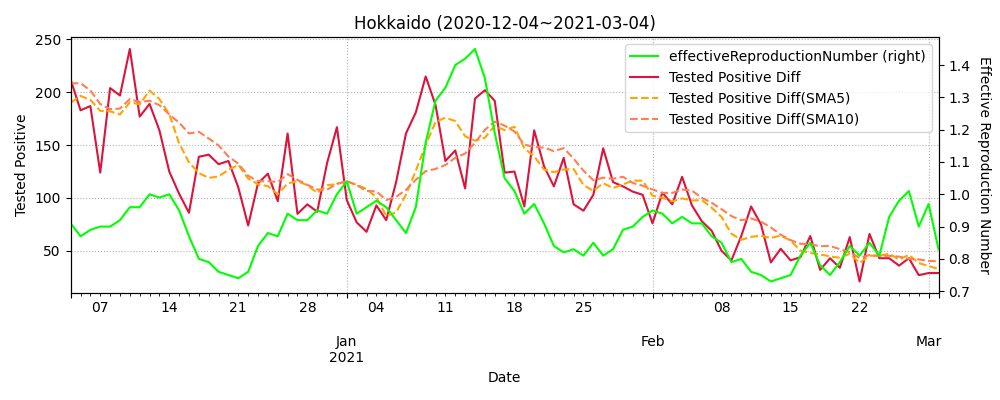 Hokkaido (2020-12-04~2021-03-04)
effectiveReproductionNumber (right)
Tested Positive Diff
Tested Positive Diff(SMA5)
Tested Positive Diff(SMA10)
Tested Positive
250
200
150
100
50
Effective Reproduction Number
1.4
1.3
1.2
1.1
1.0
0.9
0.8
0.7
07 14 21 28 04 11 18 25 08 15 22
Jan Feb Mar
2021
Date